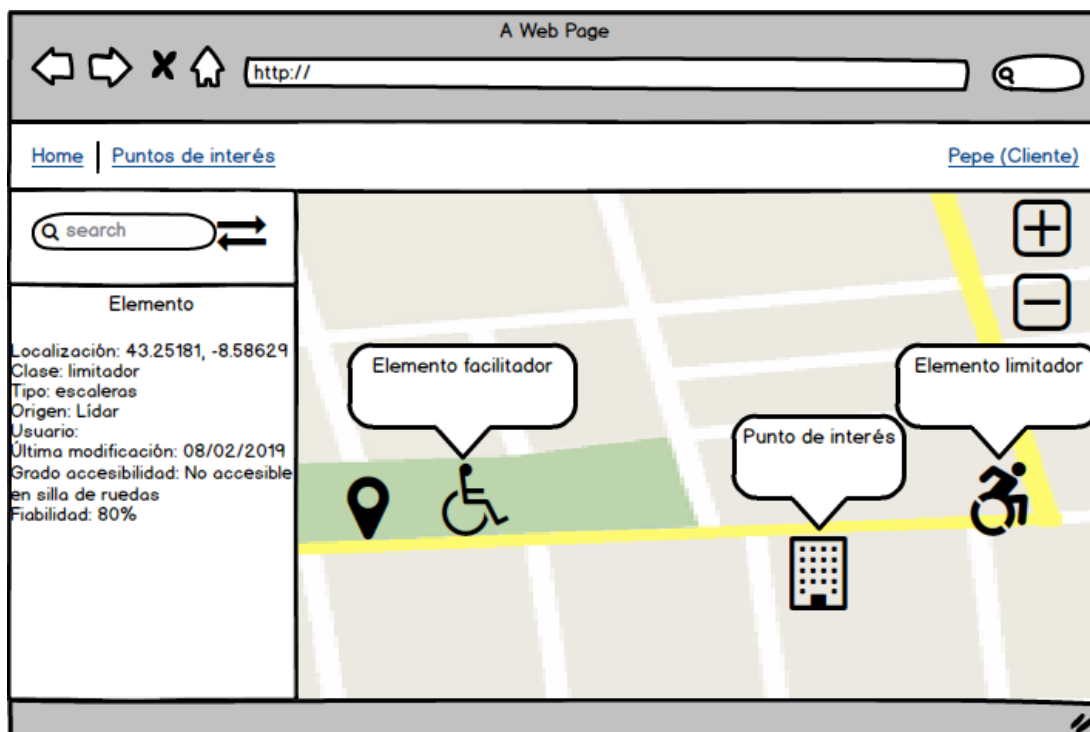 A Web Page
http://
Home
Puntos de interés
Pepe (Cliente)
search
Elemento
Localización: 43.25181, -8.58629
Clase: limitador
Tipo: escaleras
Origen: Lídar
Usuario:
Última modificación: 08/02/2019
Grado accesibilidad: No accesible
en silla de ruedas
Fiabilidad: 80%
Elemento facilitador
Punto de interés
Elemento limitador